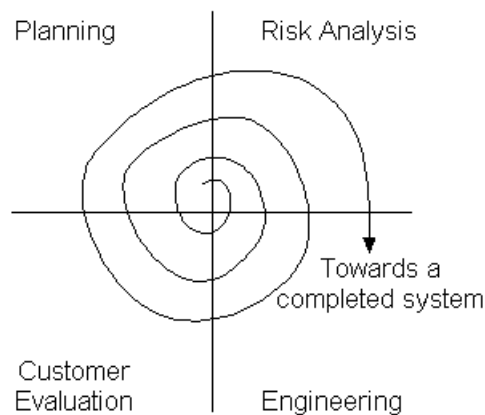 Planning
Risk Analysis
Towards a
completed system
Customer
Evaluation
Engineering